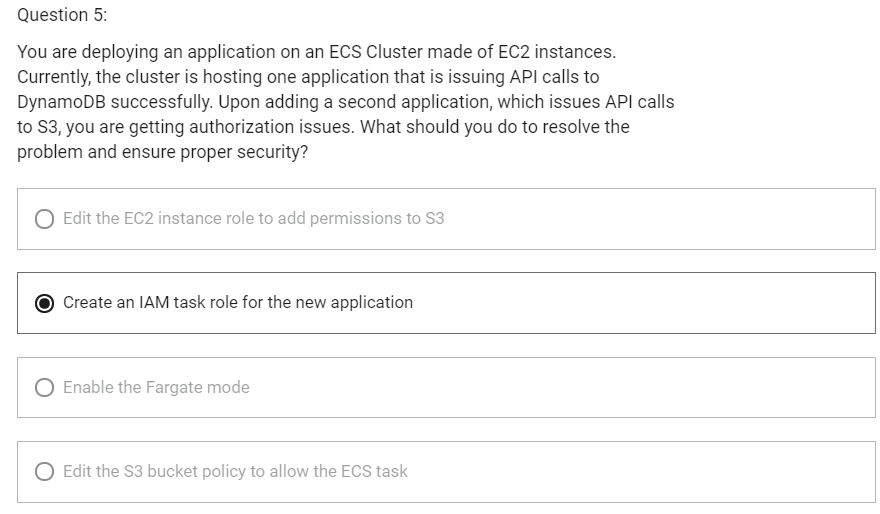 Question 5:
You are deploying an application on an ECS Cluster made of EC2 instances.
Currently, the cluster is hosting one application that is issuing API calls to
DynamoDB successfully. Upon adding a second application, which issues API calls
to S3, you are getting authorization issues. What should you do to resolve the
problem and ensure proper security?
Edit the EC2 instance role to add permissions to S3
Create an IAM task role for the new application
Enable the Fargate mode
Edit the S3 bucket policy to allow the ECS task